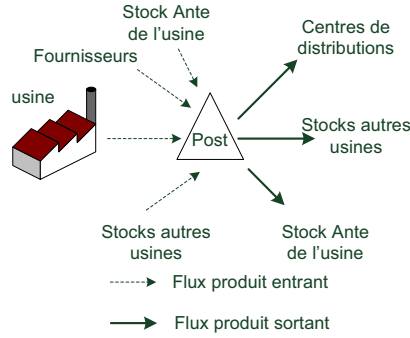 Stock Ante
de l'usine
Fournisseurs
usine
Centres de
distributions
Post
Stocks autres
usines
Stocks autres
usines
Stock Ante
de l'usine
Flux produit entrant
Flux produit sortant